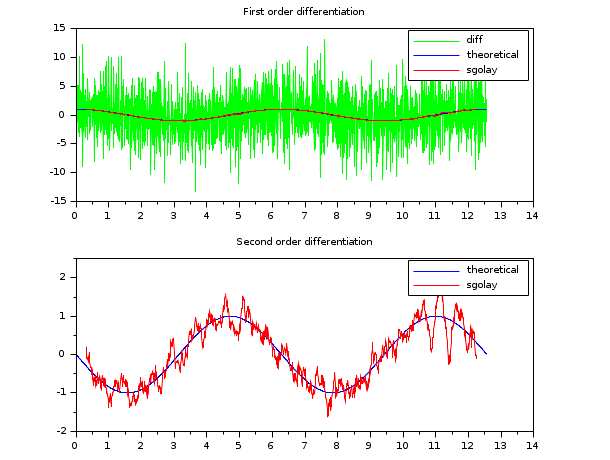 First order differentiation
15
10
5
0
-5
-10
-15
diff
theoretical
sgolay
0 1 2 3 4 5 6 7 8 9 10 11 12 13 14
Second order differentiation
2
1
0
-1
-2
theoretical
sgolay
0 1 2 3 4 5 6 7 8 9 10 11 12 13 14